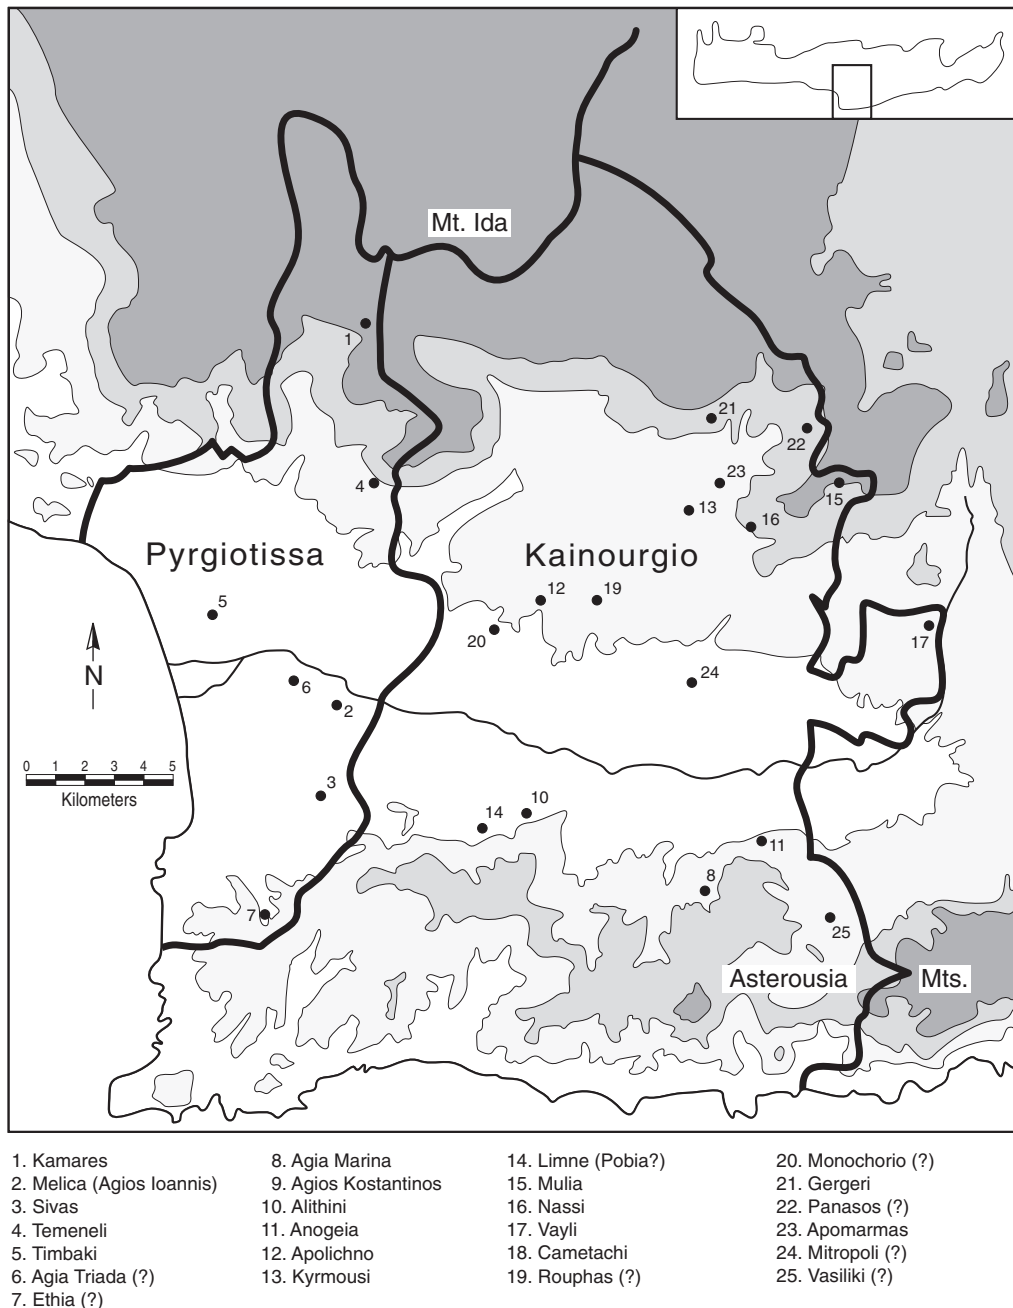 Mt. Ida
1
21
22
4
23
15
13
16
Pyrgiotissa
Kainourgio
5
12
19
20
17
N
6
24
2
0 1 2 3 4 5
Kilometers
3
14
10
11
8
7
25
Asterousia Mts.
1. Kamares
2. Melica (Agios Ioannis)
3. Sivas
4. Temeneli
5. Timbaki
6. Agia Triada (?)
7. Ethia (?)
8. Agia Marina
9. Agios Kostantinos
10. Alithini
11. Anogeia
12. Apolichno
13. Kyrmousi
14. Limne (Pobia?)
15. Mulia
16. Nassi
17. Vayli
18. Cametachi
19. Rouphas (?)
20. Monochorio (?)
21. Gergeri
22. Panasos (?)
23. Apomarmas
24. Mitropoli (?)
25. Vasiliki (?)